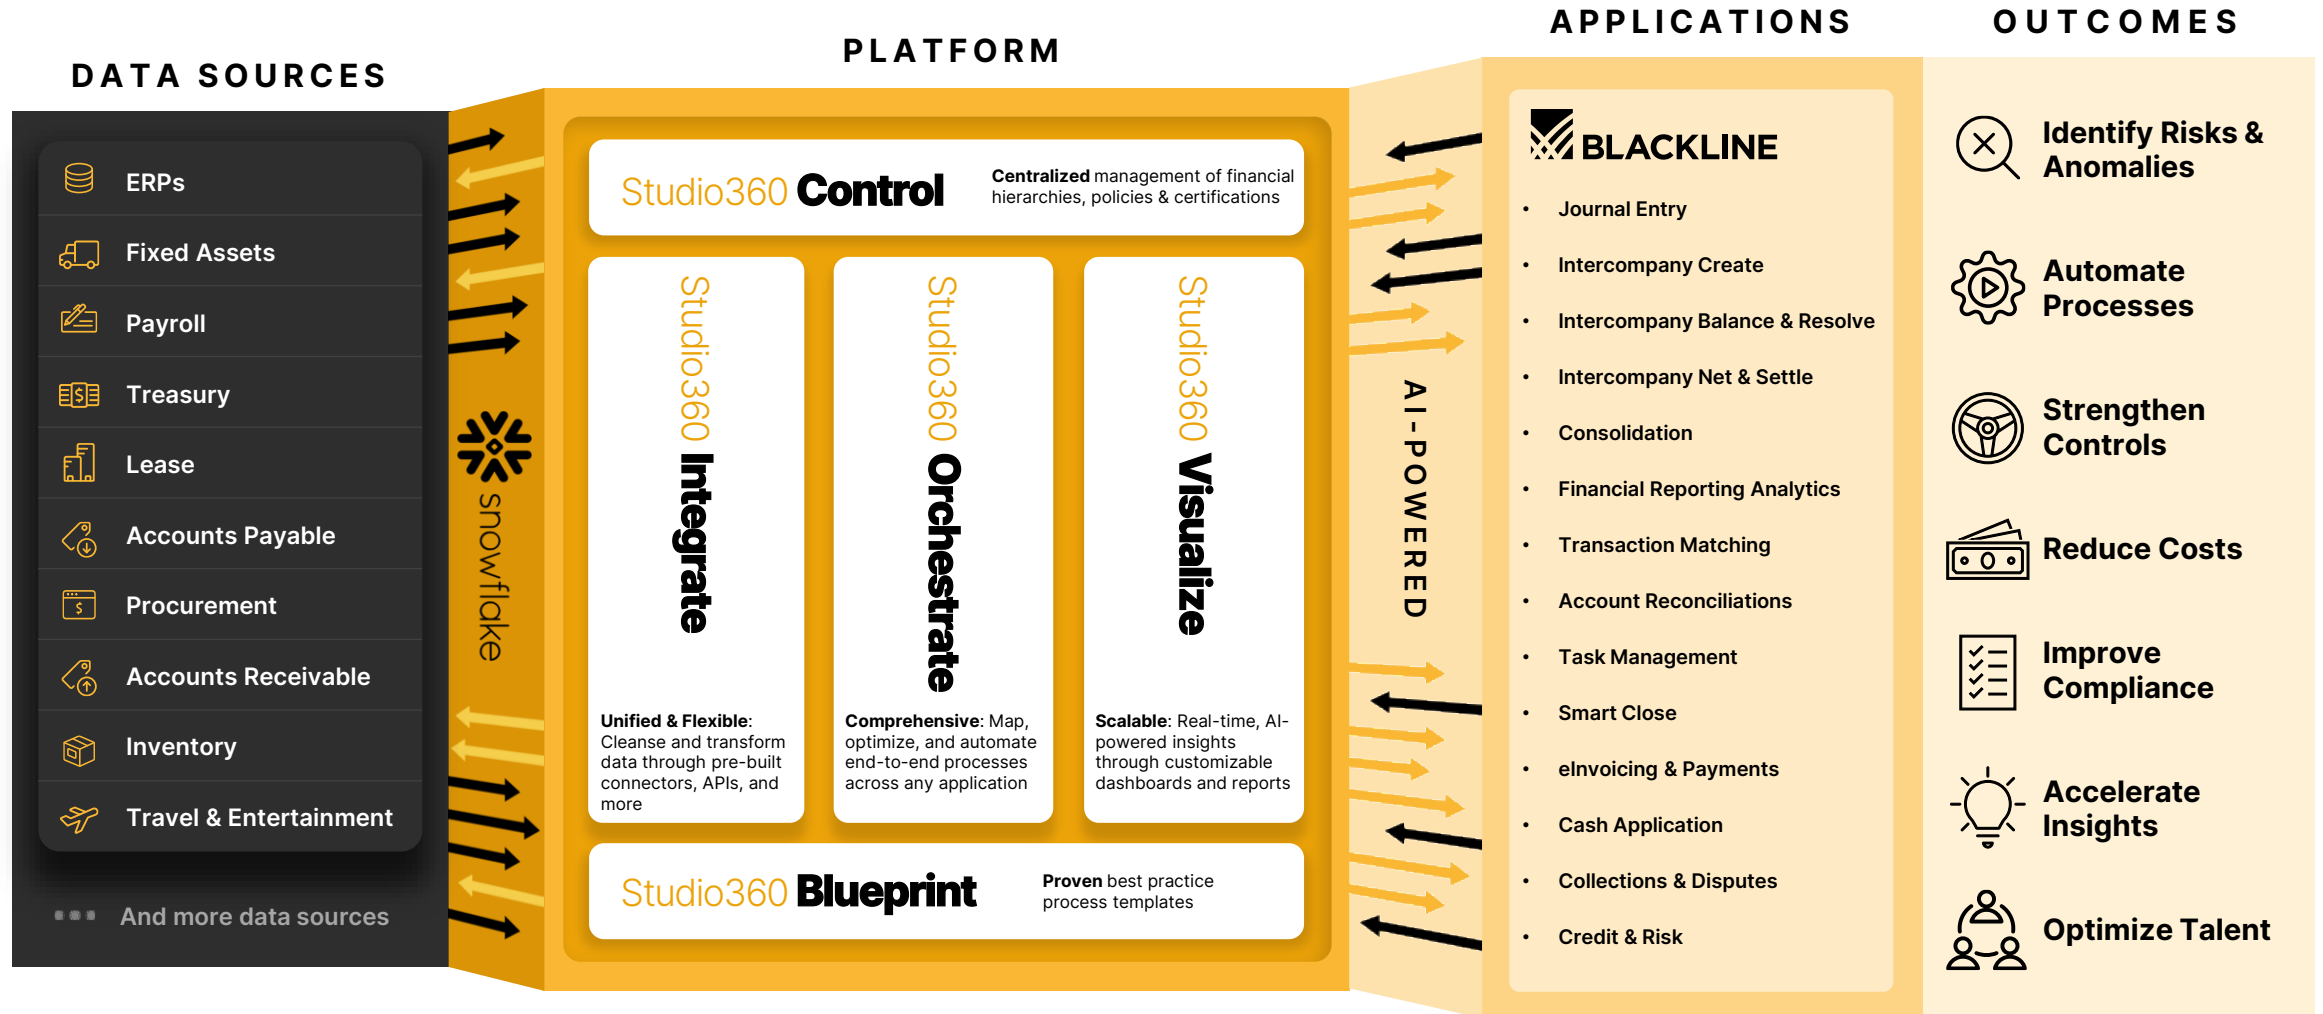 DATA SOURCES
ERPs
Fixed Assets
Payroll
Treasury
Lease
Accounts Payable
Procurement
Accounts Receivable
Inventory
Travel & Entertainment
And more data sources
snowflake
PLATFORM
Studio360 Control
Centralized management of financial
hierarchies, policies & certifications
Studio360 Integrate
Unified & Flexible:
Cleanse and transform
data through pre-built
connectors, APIs, and
more
Studio360 Orchestrate
Comprehensive: Map,
optimize, and automate
end-to-end processes
across any application
Studio360 Visualize
Scalable: Real-time, AI-
powered insights
through customizable
dashboards and reports
Studio360 Blueprint
Proven best practice
process templates
AI-POWERED
APPLICATIONS
BLACKLINE
• Journal Entry
• Intercompany Create
• Intercompany Balance & Resolve
• Intercompany Net & Settle
• Consolidation
• Financial Reporting Analytics
• Transaction Matching
• Account Reconciliations
• Task Management
• Smart Close
• eInvoicing & Payments
• Cash Application
• Collections & Disputes
• Credit & Risk
OUTCOMES
Identify Risks &
Anomalies
Automate
Processes
Strengthen
Controls
Reduce Costs
Improve
Compliance
Accelerate
Insights
Optimize Talent